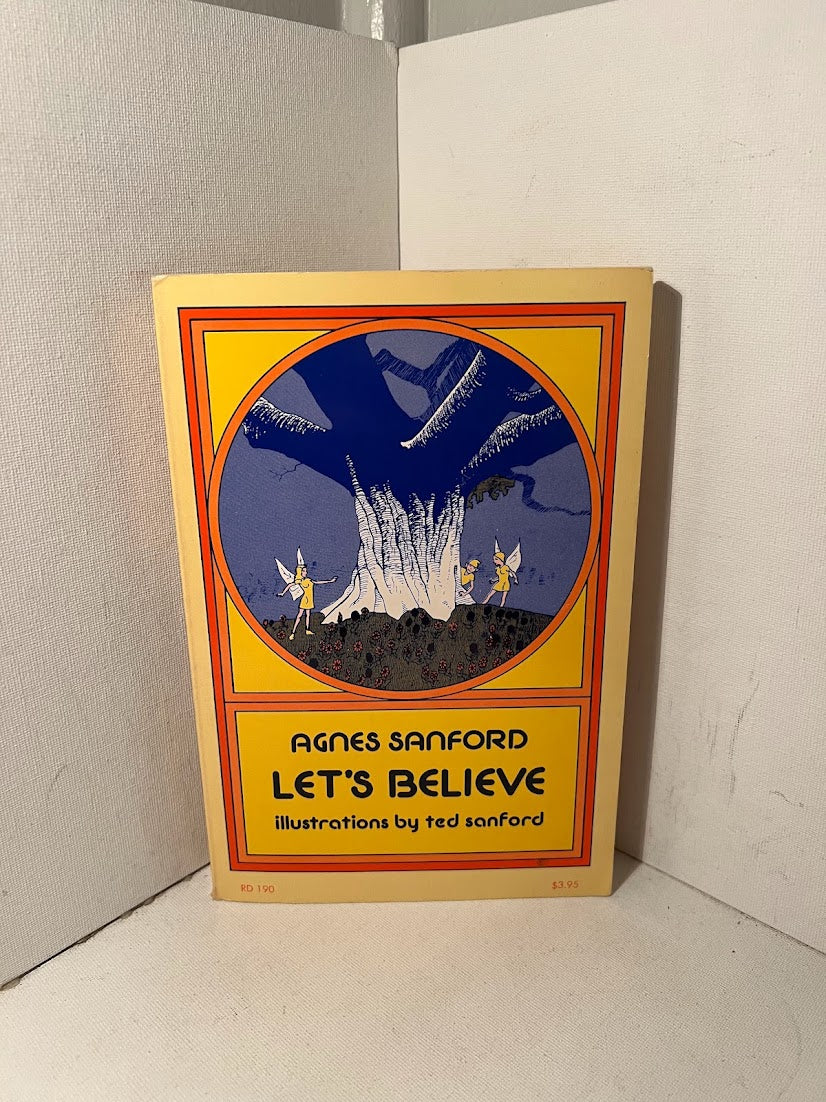 AGNES SANFORD
LET'S BELIEVE
illustrations by ted sanford
RD 190 $3.95